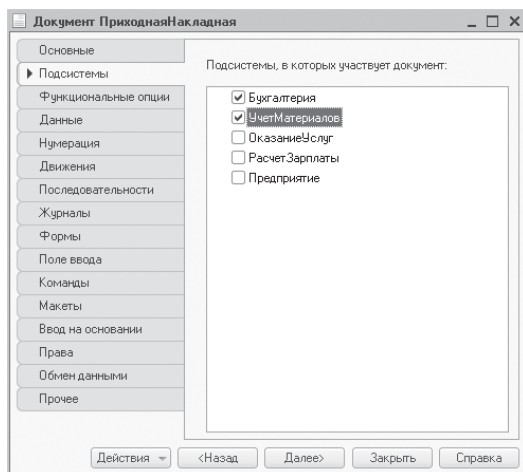 Документ ПриходнаяНакладная
Основные
Подсистемы
Функциональные опции
Данные
Нумерация
Движения
Последовательности
Журналы
Формы
Поле ввода
Команды
Макеты
Ввод на основании
Права
Обмен данными
Прочее
Подсистемы, в которых участвует документ:
Бухгалтерия
УчетМатериалов
ОказаниеУслуг
РасчетЗарплаты
Предприятие
Действия
<Назад
Далее>
Закрыть
Справка